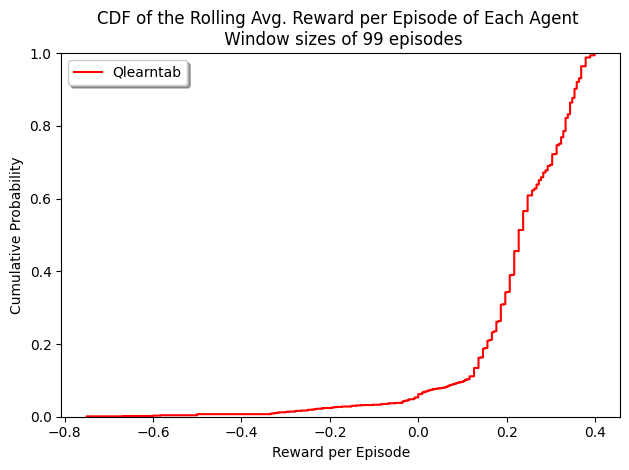 CDF of the Rolling Avg. Reward per Episode of Each Agent
Window sizes of 99 episodes
Qlearntab
Cumulative Probability
1.0
0.8
0.6
0.4
0.2
0.0
−0.8 −0.6 −0.4 −0.2 0.0 0.2 0.4
Reward per Episode